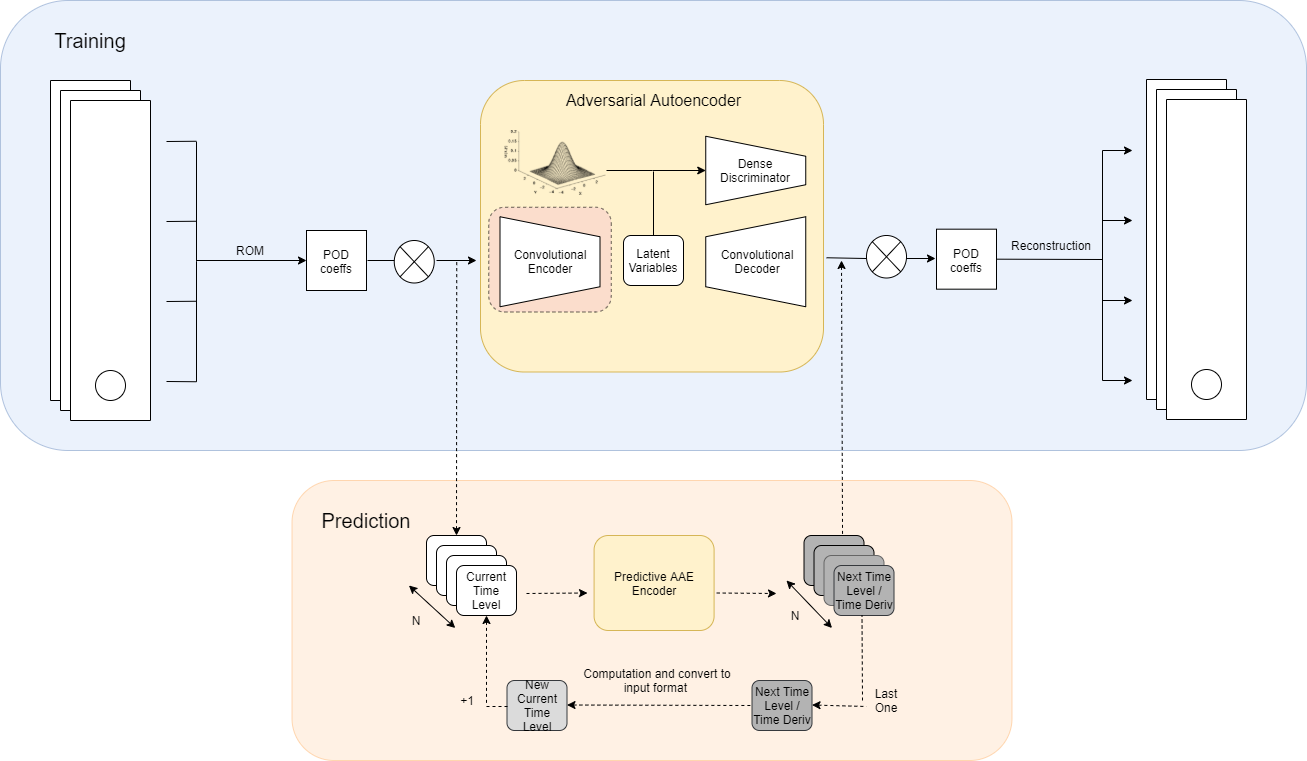 Training
Adversarial Autoencoder
Dense
Discriminator
ROM
POD
coeffs
Convolutional
Encoder
Latent
Variables
Convolutional
Decoder
POD
coeffs
Reconstruction
Prediction
Current
Time
Level
N
Predictive AAE
Encoder
Next Time
Level /
Time Deriv
N
Computation and convert to
input format
+1
New
Current
Time
Level
Next Time
Level /
Time Deriv
Last
One